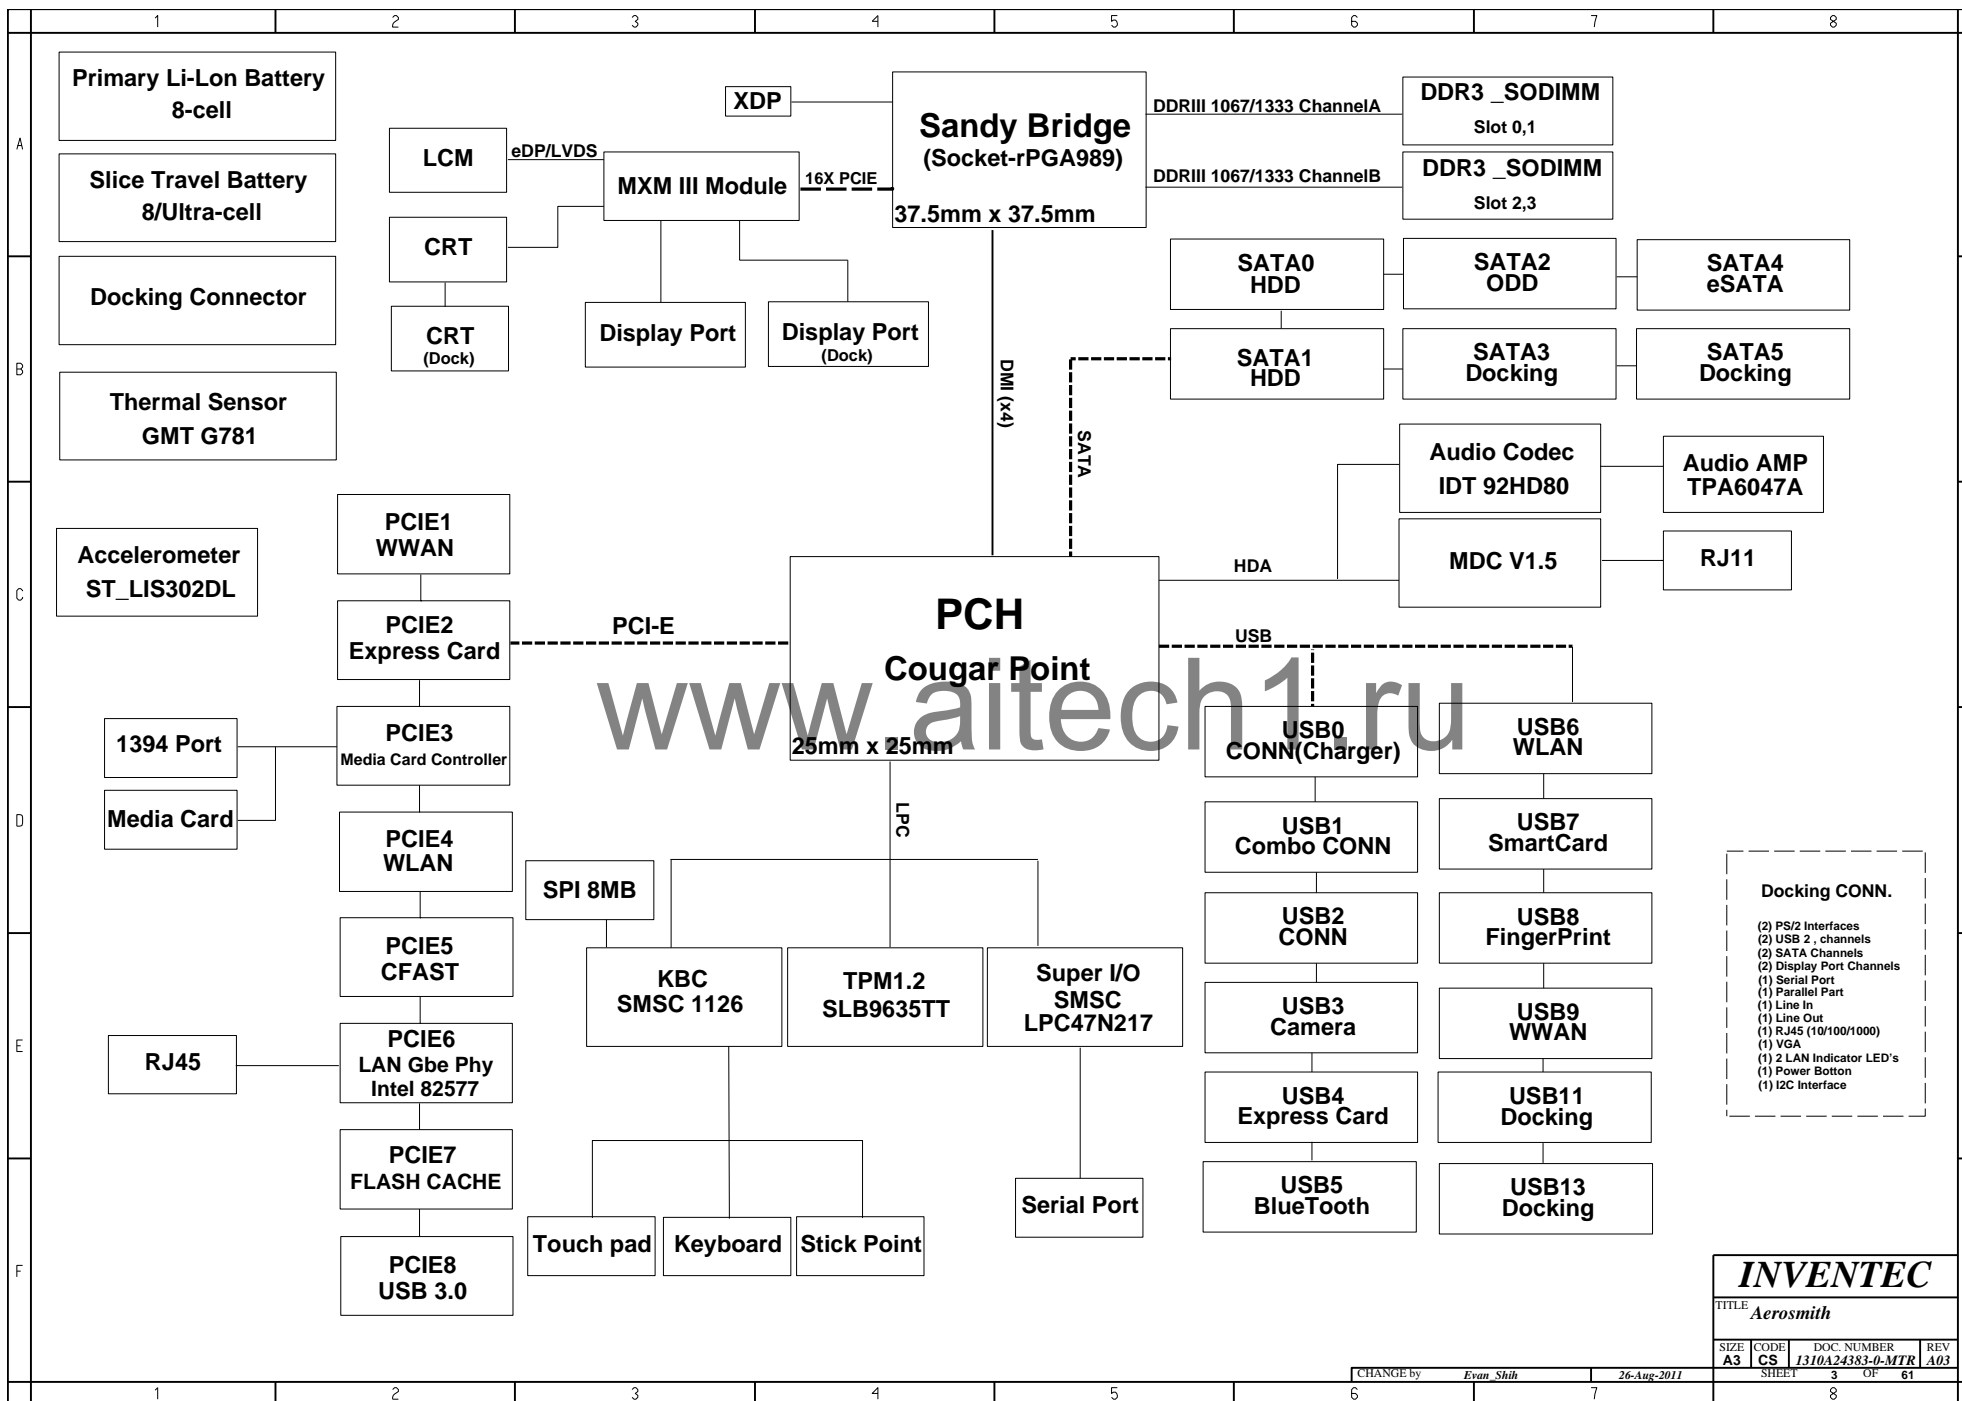 1 2 3 4 5 6 7 8
A
B
C
D
E
F
Primary Li-Lon Battery
8-cell
Slice Travel Battery
8/Ultra-cell
Docking Connector
Thermal Sensor
GMT G781
Accelerometer
ST_LIS302DL
XDP
LCM
eDP/LVDS
MXM III Module
16X PCIE
CRT
CRT
(Dock)
Display Port
Display Port
(Dock)
Sandy Bridge
(Socket-rPGA989)
37.5mm x 37.5mm
DDRIII 1067/1333 ChannelA
DDR3 _SODIMM
Slot 0,1
DDRIII 1067/1333 ChannelB
DDR3 _SODIMM
Slot 2,3
DMI (x4)
SATA
SATA0
HDD
SATA2
ODD
SATA4
eSATA
SATA1
HDD
SATA3
Docking
SATA5
Docking
Audio Codec
IDT 92HD80
Audio AMP
TPA6047A
HDA
MDC V1.5
RJ11
PCH
Cougar Point
25mm x 25mm
PCI-E
USB
LPC
www.aitech1.ru
PCIE1
WWAN
PCIE2
Express Card
PCIE3
Media Card Controller
1394 Port
Media Card
PCIE4
WLAN
PCIE5
CFAST
PCIE6
LAN Gbe Phy
Intel 82577
RJ45
PCIE7
FLASH CACHE
PCIE8
USB 3.0
SPI 8MB
KBC
SMSC 1126
TPM1.2
SLB9635TT
Super I/O
SMSC
LPC47N217
Touch pad
Keyboard
Stick Point
Serial Port
USB0
CONN(Charger)
USB1
Combo CONN
USB2
CONN
USB3
Camera
USB4
Express Card
USB5
BlueTooth
USB6
WLAN
USB7
SmartCard
USB8
FingerPrint
USB9
WWAN
USB11
Docking
USB13
Docking
Docking CONN.
(2) PS/2 Interfaces
(2) USB 2 , channels
(2) SATA Channels
(2) Display Port Channels
(1) Serial Port
(1) Parallel Part
(1) Line In
(1) Line Out
(1) RJ45 (10/100/1000)
(1) VGA
(1) 2 LAN Indicator LED's
(1) Power Botton
(1) I2C Interface
INVENTEC
TITLE Aerosmith
SIZE CODE DOC. NUMBER REV
A3 CS 1310A24383-0-MTR A03
CHANGE by Evan_Shih 26-Aug-2011 SHEET 3 OF 61
1 2 3 4 5 6 7 8